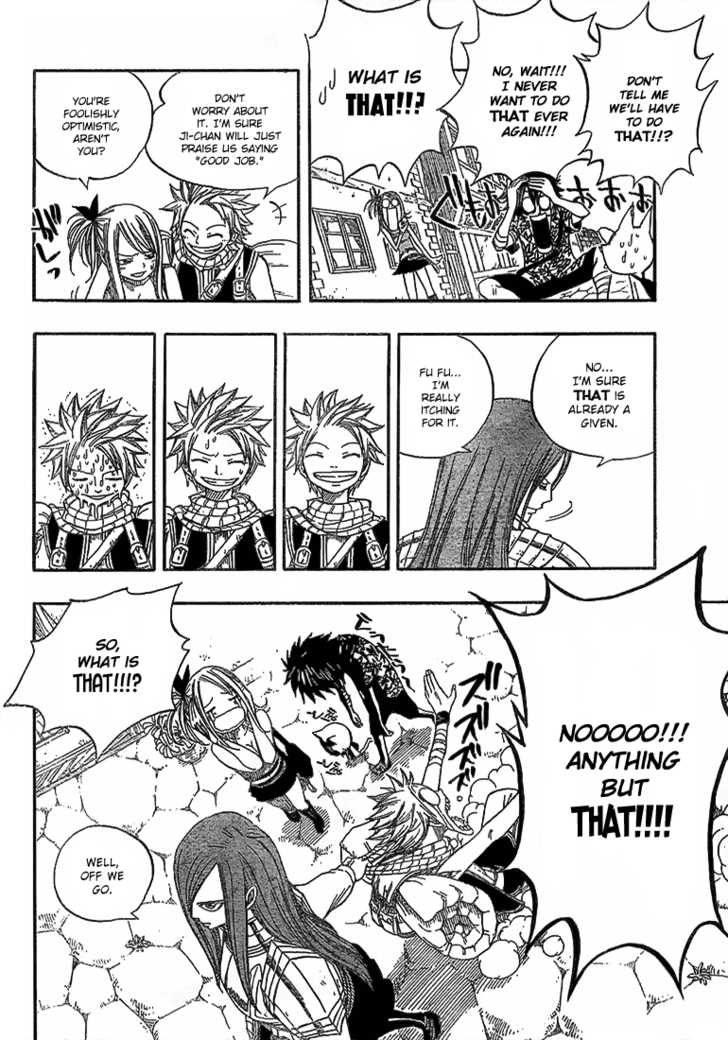 DON'T
TELL ME
WE'LL HAVE
TO DO
THAT!!?
NO, WAIT!!!
I NEVER
WANT TO DO
THAT EVER
AGAIN!!!
WHAT IS
THAT!!!?
DON'T
WORRY ABOUT
IT. I'M SURE
JI-CHAN WILL JUST
PRAISE US SAYING
"GOOD JOB."
YOU'RE
FOOLISHLY
OPTIMISTIC,
AREN'T
YOU?
NO...
I'M SURE
THAT IS
ALREADY A
GIVEN.
FU FU...
I'M
REALLY
ITCHING
FOR IT.
NOOOOO!!!
ANYTHING
BUT
THAT!!!!
ズズズ
SO,
WHAT IS
THAT!!!?
WELL,
OFF WE
GO.